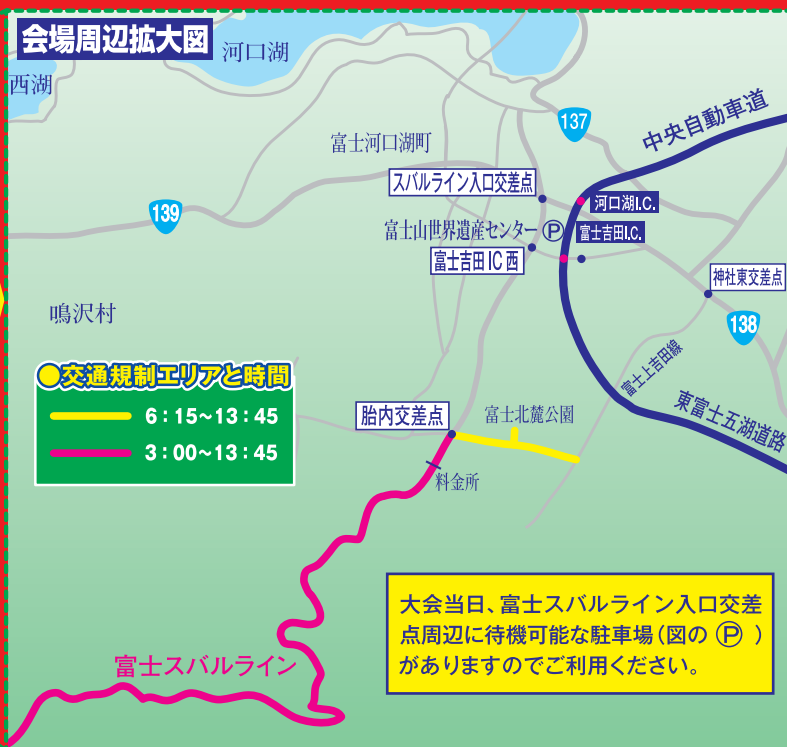 会場周辺拡大図
河口湖
西湖
137
中央自動車道
富士河口湖町
スバルライン入口交差点
河口湖I.C.
139
富士山世界遺産センター Ⓟ
富士吉田I.C.
富士吉田IC西
神社東交差点
鳴沢村
138
●交通規制エリアと時間
富士上吉田線
6:15~13:45
東富士五湖道路
胎内交差点
富士北麓公園
3:00~13:45
料金所
大会当日、富士スバルライン入口交差
点周辺に待機可能な駐車場(図の Ⓟ )
がありますのでご利用ください。
富士スバルライン